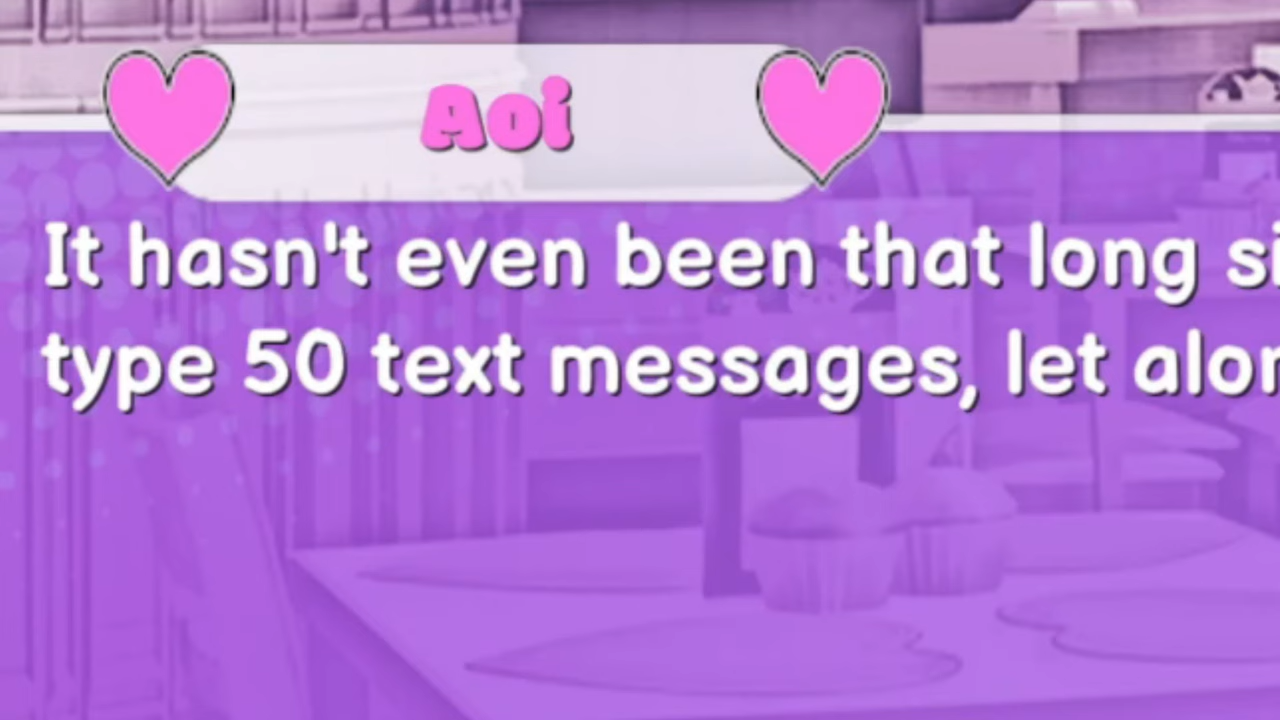 Aoi
It hasn't even been that long
type 50 text messages, let